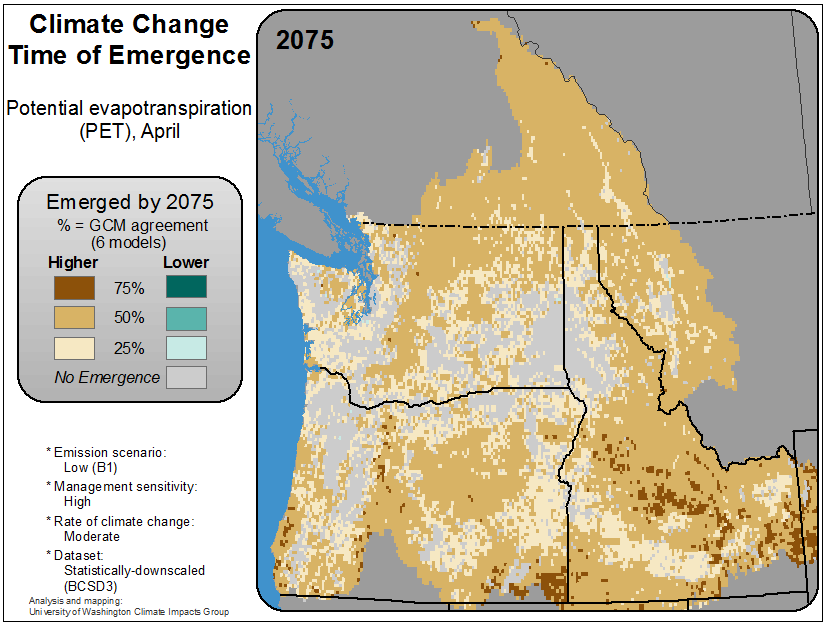 Climate Change
Time of Emergence
Potential evapotranspiration
(PET), April
Emerged by 2075
% = GCM agreement
(6 models)
Higher Lower
75%
50%
25%
No Emergence
* Emission scenario:
Low (B1)
* Management sensitivity:
High
* Rate of climate change:
Moderate
* Dataset:
Statistically-downscaled
(BCSD3)
Analysis and mapping:
University of Washington Climate Impacts Group
2075